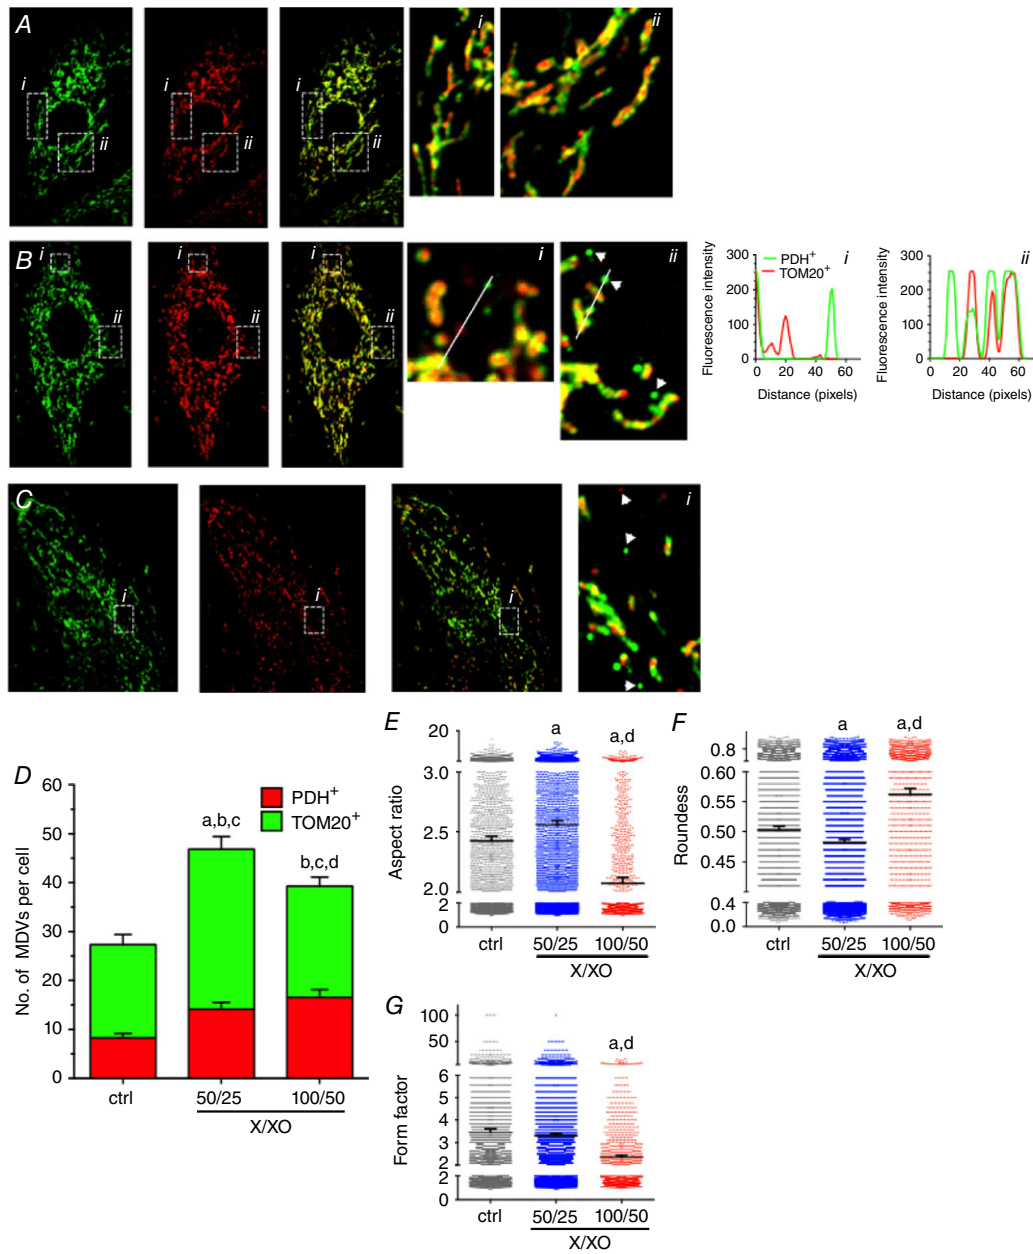 A
i
ii
i
ii
i
ii
i
ii
B
i
ii
i
ii
i
ii
i
ii
Fluorescence intensity
300
200
100
0
PDH+
TOM20+
i
0
20
40
60
Distance (pixels)
Fluorescence intensity
300
200
100
0
ii
0
20
40
60
Distance (pixels)
C
i
i
i
i
D
No. of MDVs per cell
60
50
40
30
20
10
0
PDH+
TOM20+
a,b,c
b,c,d
ctrl
50/25
100/50
X/XO
E
Aspect ratio
20
3.0
2.5
2.0
2
0
a
a,d
ctrl
50/25
100/50
X/XO
F
Roundess
0.8
0.60
0.55
0.50
0.45
0.4
0.0
a
a,d
ctrl
50/25
100/50
X/XO
G
Form factor
100
50
6
5
4
3
2
2
0
a,d
ctrl
50/25
100/50
X/XO